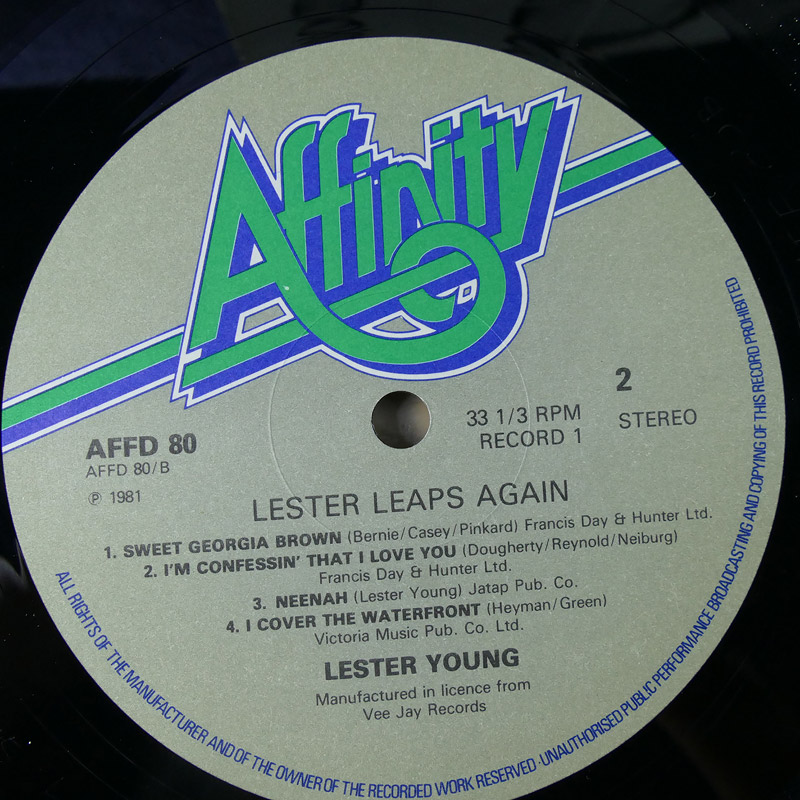 Affinity
2
33 1/3 RPM
STEREO
RECORD 1
AFFD 80
AFFD 80/B
℗ 1981
LESTER LEAPS AGAIN
1. SWEET GEORGIA BROWN (Bernie/Casey/Pinkard) Francis Day & Hunter Ltd.
2. I'M CONFESSIN' THAT I LOVE YOU (Dougherty/Reynold/Neiburg)
Francis Day & Hunter Ltd.
3. NEENAH (Lester Young) Jatap Pub. Co.
4. I COVER THE WATERFRONT (Heyman/Green)
Victoria Music Pub. Co. Ltd.
LESTER YOUNG
Manufactured in licence from
Vee Jay Records
ALL RIGHTS OF THE MANUFACTURER AND OF THE OWNER OF THE RECORDED WORK RESERVED · UNAUTHORISED PUBLIC PERFORMANCE BROADCASTING AND COPYING OF THIS RECORD PROHIBITED